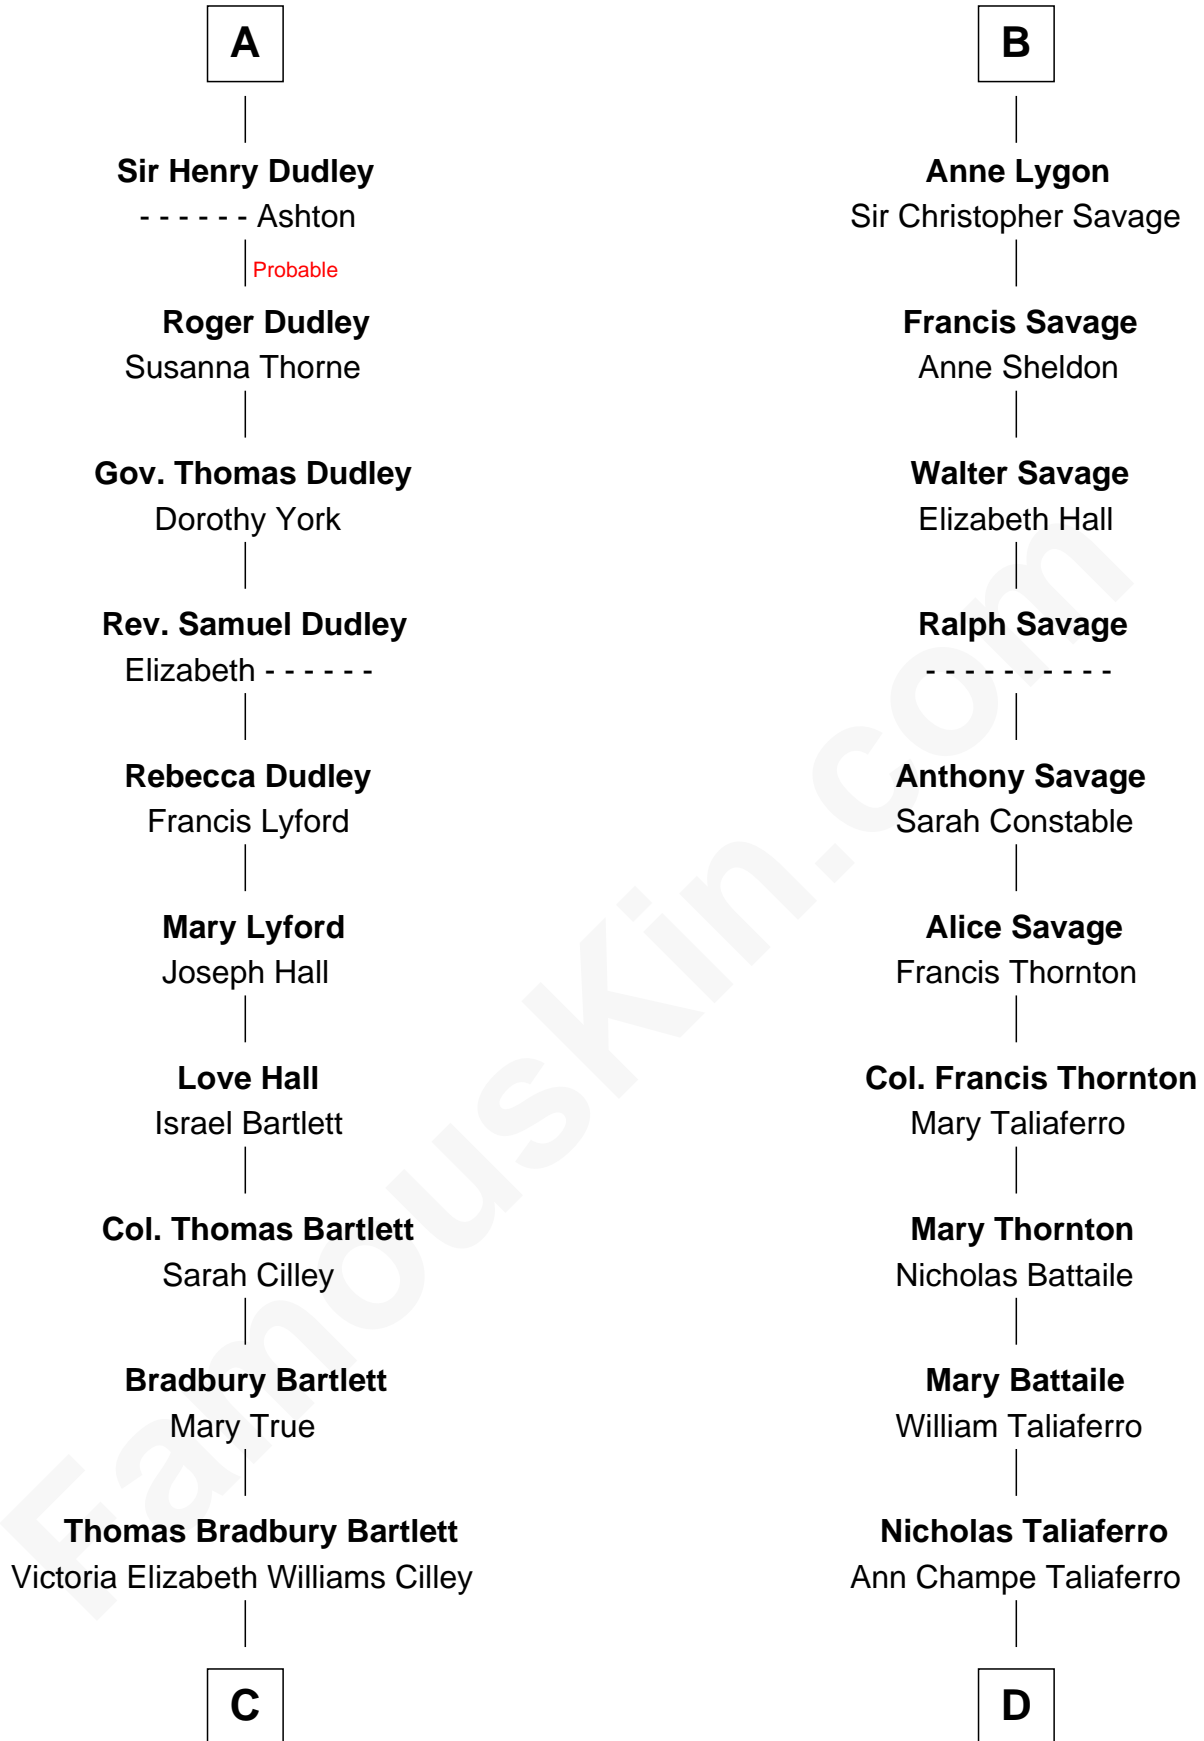 A
Sir Henry Dudley
- - - - - - Ashton
Probable
Roger Dudley
Susanna Thorne
Gov. Thomas Dudley
Dorothy York
Rev. Samuel Dudley
Elizabeth - - - - - -
Rebecca Dudley
Francis Lyford
Mary Lyford
Joseph Hall
Love Hall
Israel Bartlett
Col. Thomas Bartlett
Sarah Cilley
Bradbury Bartlett
Mary True
Thomas Bradbury Bartlett
Victoria Elizabeth Williams Cilley
C
B
Anne Lygon
Sir Christopher Savage
Francis Savage
Anne Sheldon
Walter Savage
Elizabeth Hall
Ralph Savage
- - - - - - - - - -
Anthony Savage
Sarah Constable
Alice Savage
Francis Thornton
Col. Francis Thornton
Mary Taliaferro
Mary Thornton
Nicholas Battaile
Mary Battaile
William Taliaferro
Nicholas Taliaferro
Ann Champe Taliaferro
D
FamousKin.com